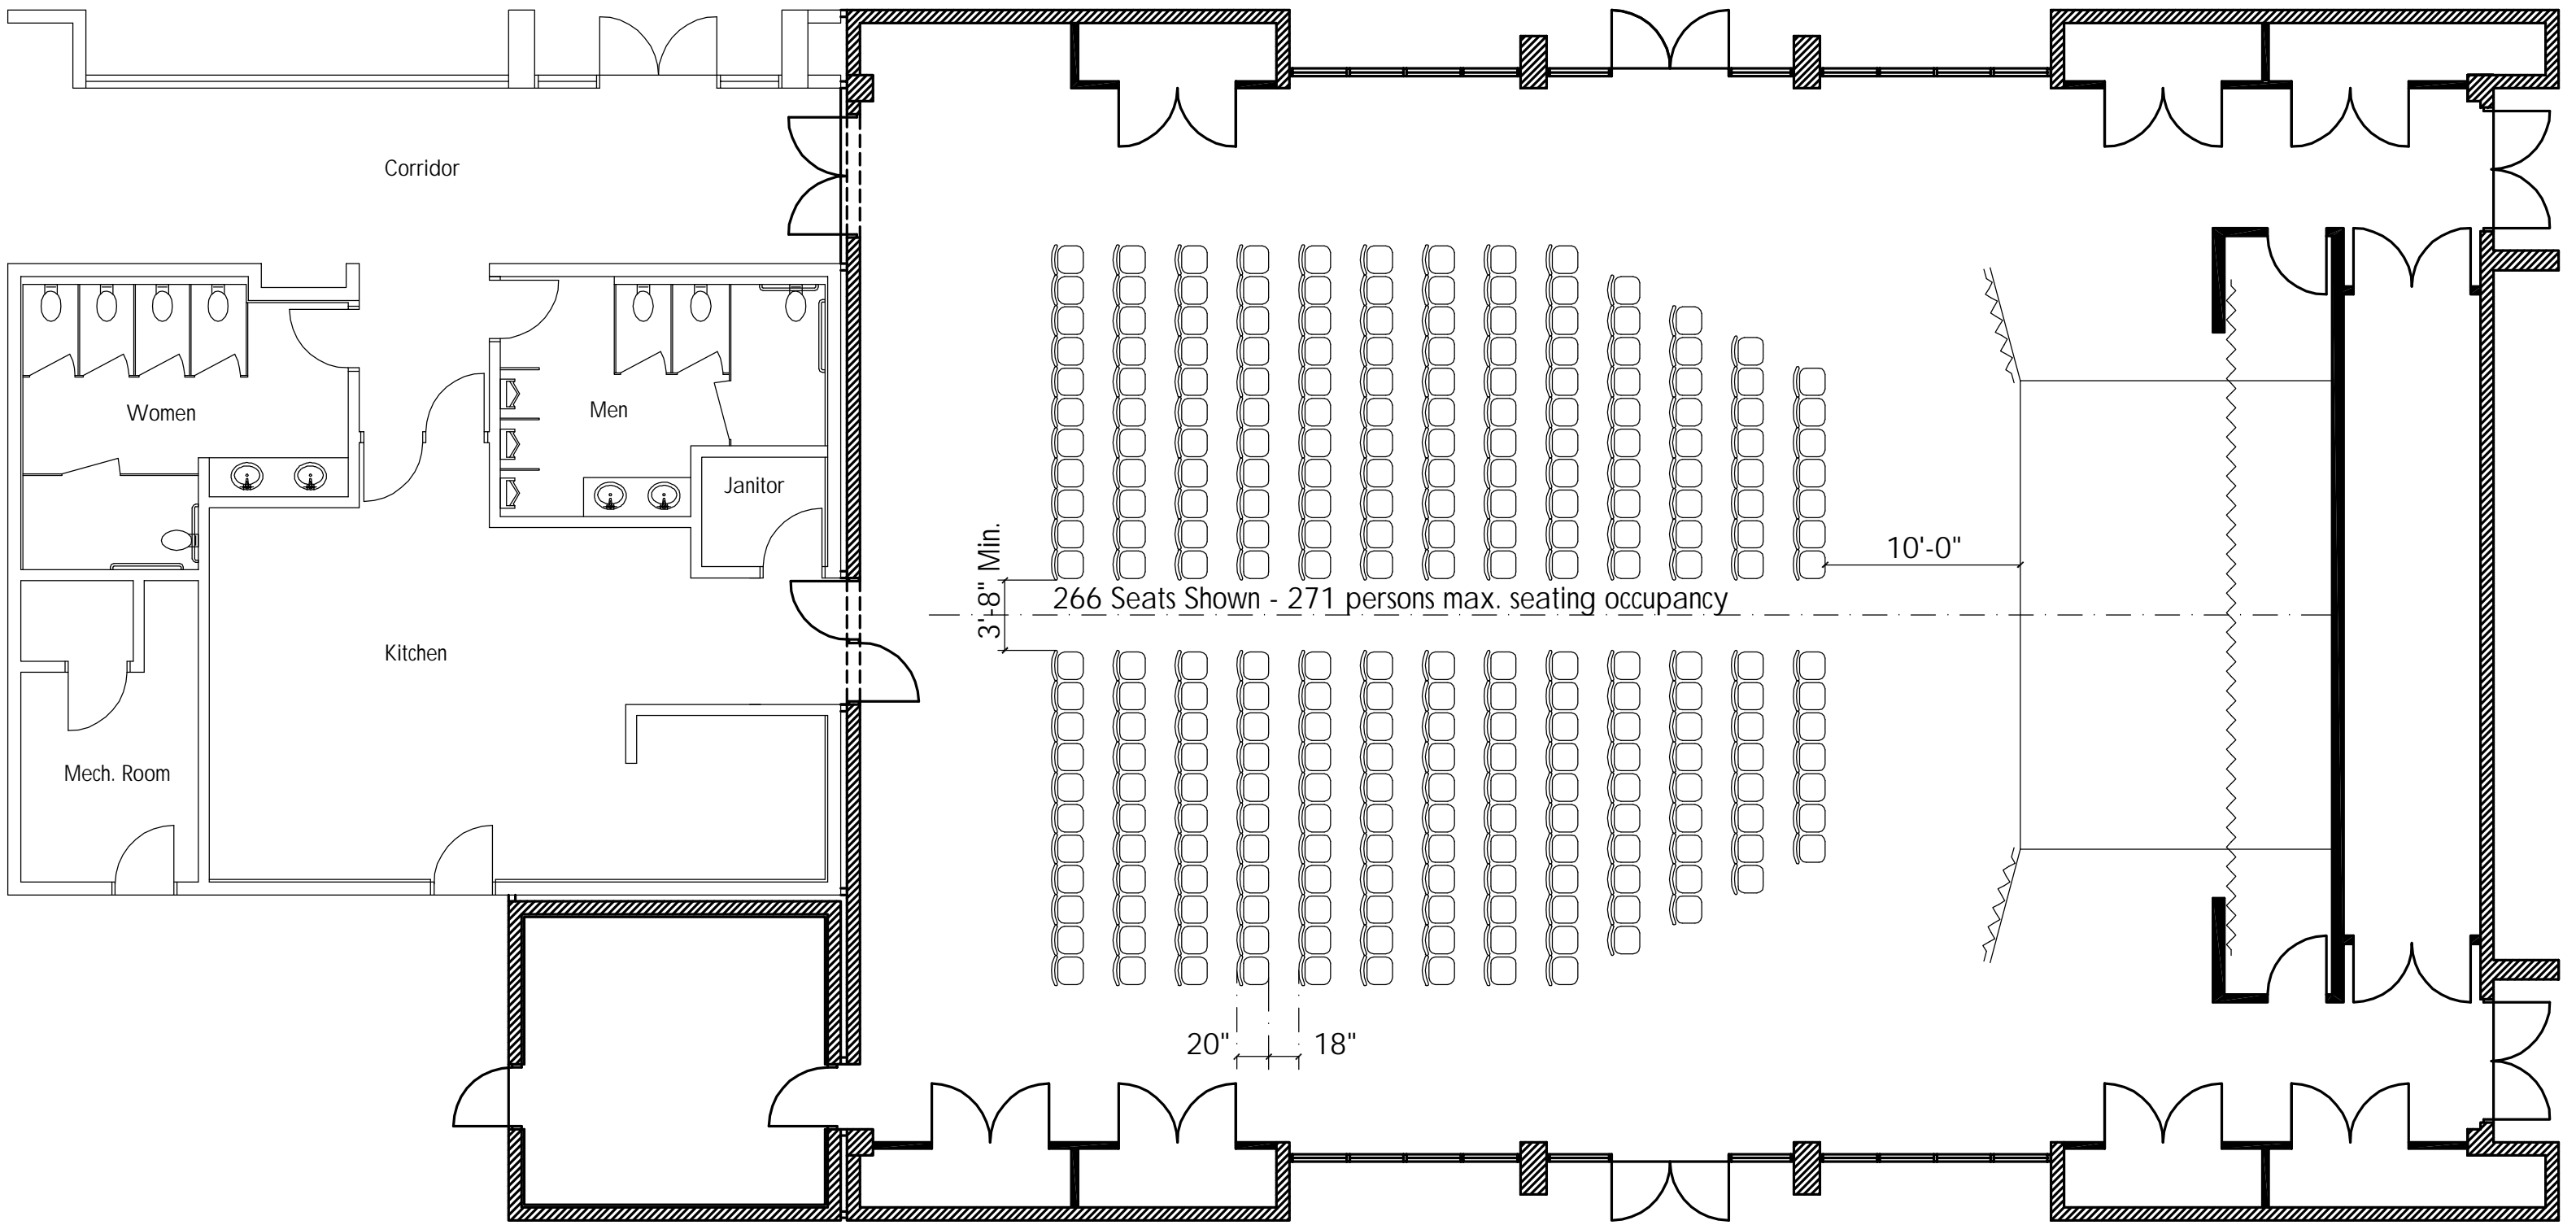 Corridor
Women
Men
Janitor
Kitchen
Mech. Room
3'-8" Min.
10'-0"
266 Seats Shown - 271 persons max. seating occupancy
20" 18"